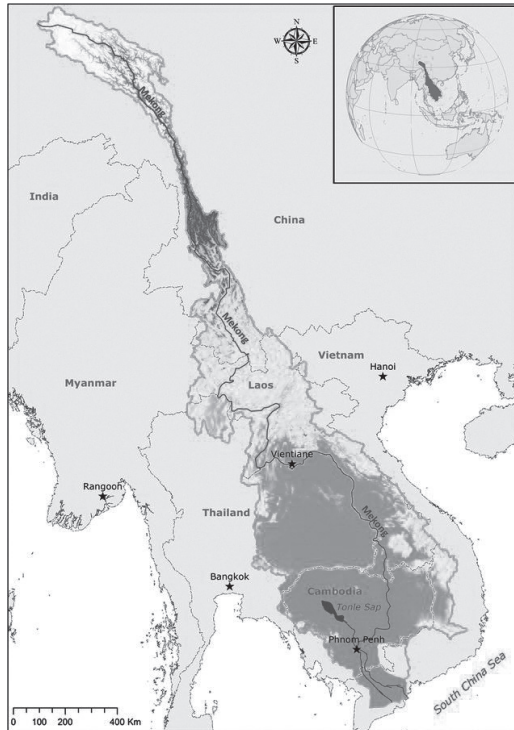 N
W E
S
Mekong
India
China
Mekong
Vietnam
Hanoi
Myanmar
Laos
Vientiane
Rangoon
Mekong
Thailand
Bangkok
Cambodia
Tonle Sap
Phnom Penh
South China Sea
0 100 200 400 KM